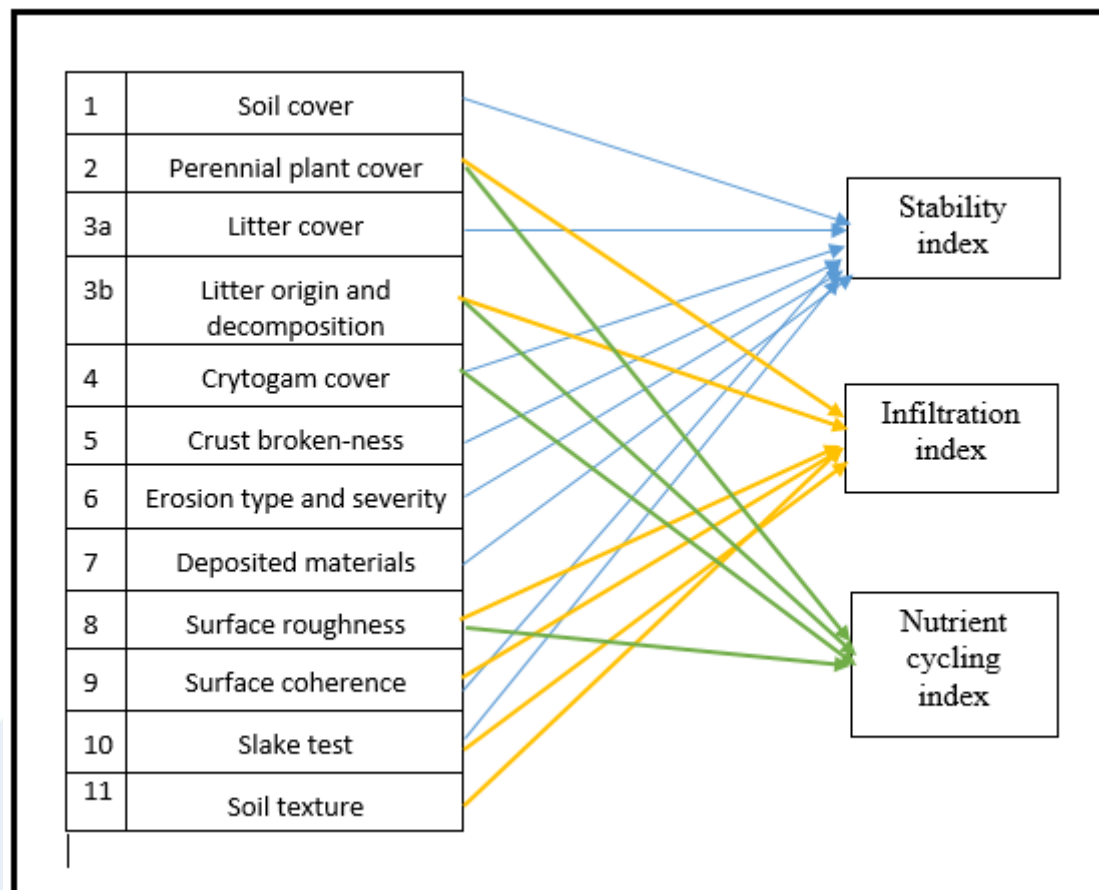 1 Soil cover
2 Perennial plant cover
3a Litter cover
3b Litter origin and
decomposition
4 Crytogam cover
5 Crust broken-ness
6 Erosion type and severity
7 Deposited materials
8 Surface roughness
9 Surface coherence
10 Slake test
11 Soil texture
Stability
index
Infiltration
index
Nutrient
cycling
index